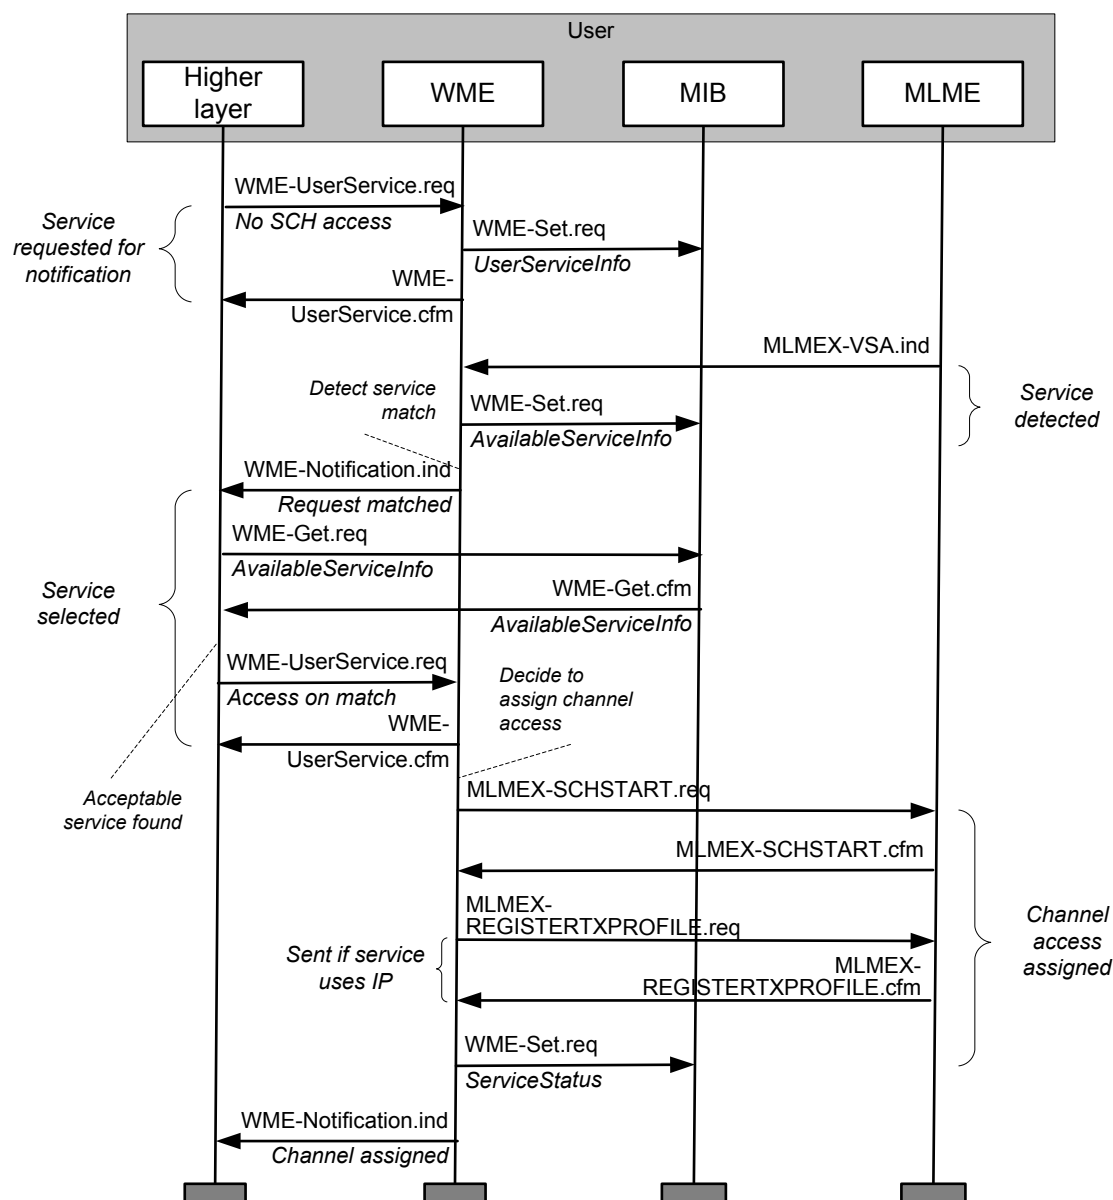 User
Higher
layer
WME
MIB
MLME
WME-UserService.req
No SCH access
Service
requested for
notification
WME-Set.req
UserServiceInfo
WME-
UserService.cfm
MLMEX-VSA.ind
Detect service
match
WME-Set.req
AvailableServiceInfo
Service
detected
WME-Notification.ind
Request matched
WME-Get.req
AvailableServiceInfo
Service
selected
WME-Get.cfm
AvailableServiceInfo
WME-UserService.req
Access on match
Decide to
assign channel
access
WME-
UserService.cfm
Acceptable
service found
MLMEX-SCHSTART.req
MLMEX-SCHSTART.cfm
MLMEX-
REGISTERTXPROFILE.req
Channel
access
assigned
Sent if service
uses IP
MLMEX-
REGISTERTXPROFILE.cfm
WME-Set.req
ServiceStatus
WME-Notification.ind
Channel assigned